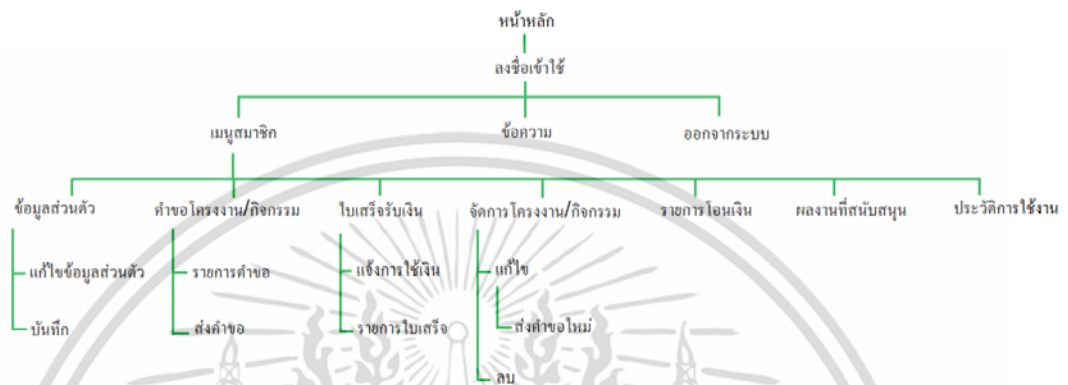 หน้าหลัก
ลงชื่อเข้าใช้
เมนูสมาชิก
ข้อความ
ออกจากระบบ
ข้อมูลส่วนตัว
คำขอโครงงาน/กิจกรรม
ใบเสร็จรับเงิน
จัดการโครงงาน/กิจกรรม
รายการโอนเงิน
ผลงานที่สนับสนุน
ประวัติการใช้งาน
แก้ไขข้อมูลส่วนตัว
รายการคำขอ
แจ้งการใช้เงิน
แก้ไข
บันทึก
ส่งคำขอ
รายการใบเสร็จ
ส่งคำขอใหม่
ลบ